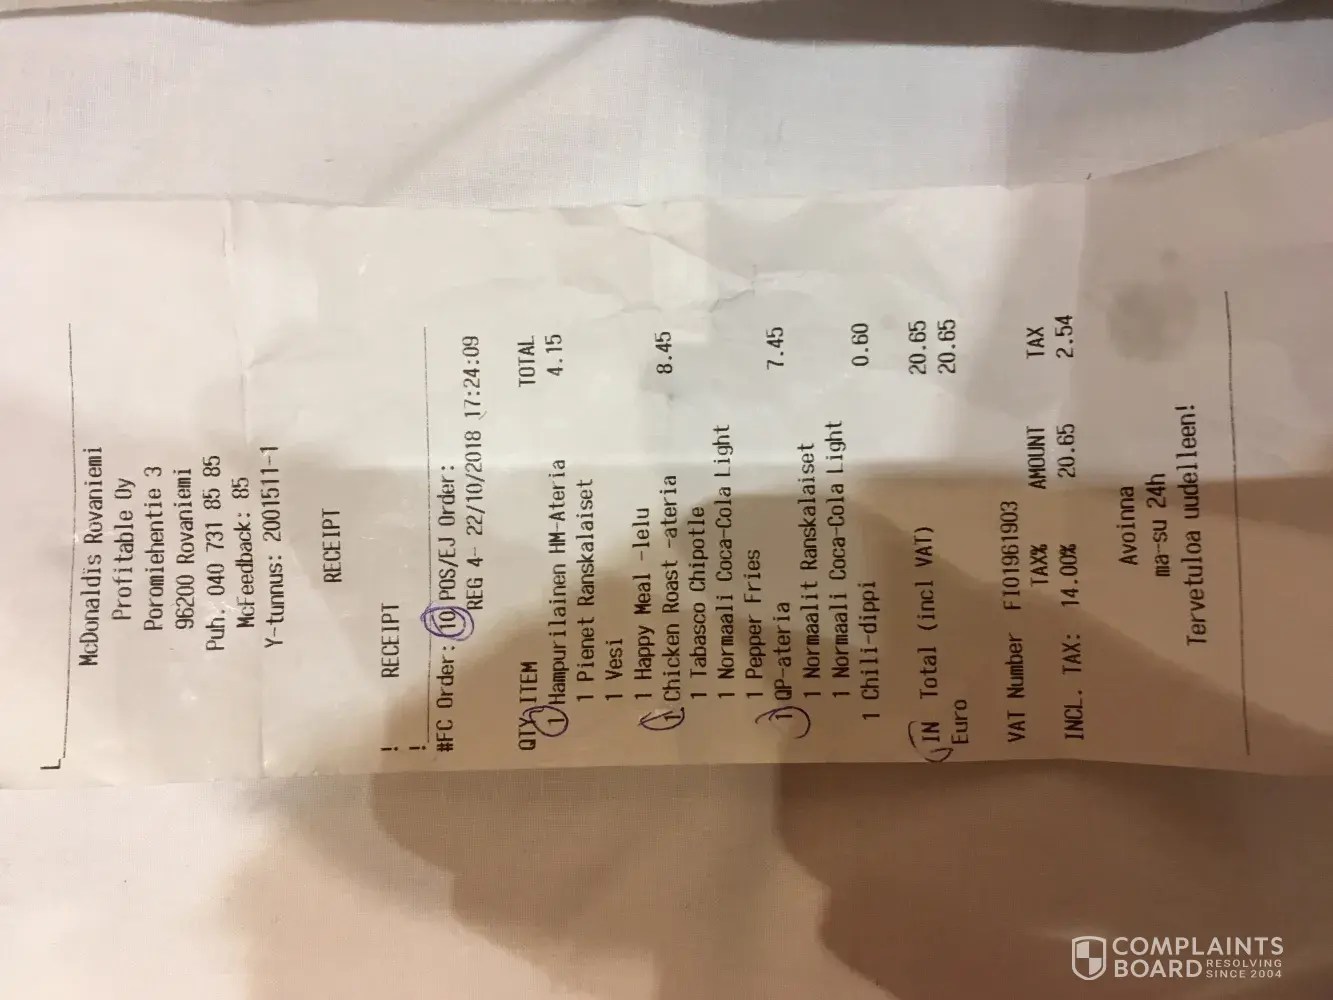 McDonaldis Rovaniemi
Profitable Oy
Poromiehentie 3
96200 Rovaniemi
Puh. 040 731 85 85
McFeedback: 85
Y-tunnus: 2001511-1
RECEIPT
! RECEIPT
!
#FC Order: 10 POS/EJ Order:
REG 4- 22/10/2018 17:24:09
QTY ITEM TOTAL
1 Hampurilainen HM-Ateria 4.15
1 Pienet Ranskalaiset
1 Vesi
1 Happy Meal -lelu
1 Chicken Roast -ateria 8.45
1 Tabasco Chipotle
1 Normaali Coca-Cola Light
1 Pepper Fries
1 QP-ateria 7.45
1 Normaalit Ranskalaiset
1 Normaali Coca-Cola Light
1 Chili-dippi 0.60
IN Total (incl VAT) 20.65
Euro 20.65
VAT Number FI01961903
TAX% AMOUNT TAX
INCL. TAX: 14.00% 20.65 2.54
Avoinna
ma-su 24h
Tervetuloa uudelleen!
COMPLAINTS
BOARD RESOLVING
SINCE 2004